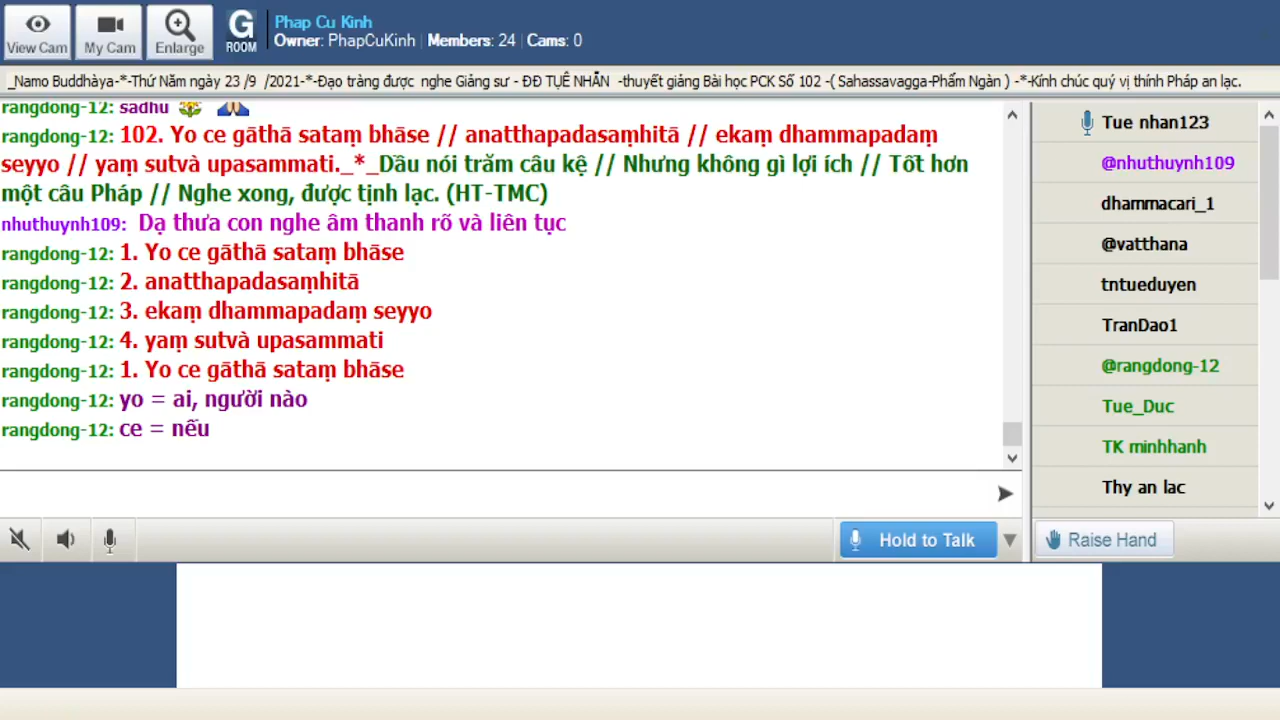 View Cam
My Cam
Enlarge
G
ROOM
Phap Cu Kinh
Owner: PhapCuKinh | Members: 24 | Cams: 0
_Namo Buddhàya-*-Thứ Năm ngày 23 /9 /2021-*-Đạo tràng được nghe Giảng sư - ĐĐ TUỆ NHẪN -thuyết giảng Bài học PCK Số 102 -( Sahassavagga-Phẩm Ngàn ) -*-Kính chúc quý vị thính Pháp an lạc.
rangdong-12: sadhu
rangdong-12: 102. Yo ce gāthā sataṃ bhāse // anatthapadasaṃhitā // ekaṃ dhammapadaṃ
seyyo // yaṃ sutvà upasammati._*_Dầu nói trăm câu kệ // Nhưng không gì lợi ích // Tốt hơn
một câu Pháp // Nghe xong, được tịnh lạc. (HT-TMC)
nhuthuynh109: Dạ thưa con nghe âm thanh rõ và liên tục
rangdong-12: 1. Yo ce gāthā sataṃ bhāse
rangdong-12: 2. anatthapadasaṃhitā
rangdong-12: 3. ekaṃ dhammapadaṃ seyyo
rangdong-12: 4. yaṃ sutvà upasammati
rangdong-12: 1. Yo ce gāthā sataṃ bhāse
rangdong-12: yo = ai, người nào
rangdong-12: ce = nếu
Tue nhan123
@nhuthuynh109
dhammacari_1
@vatthana
tntueduyen
TranDao1
@rangdong-12
Tue_Duc
TK minhhanh
Thy an lac
Hold to Talk
Raise Hand